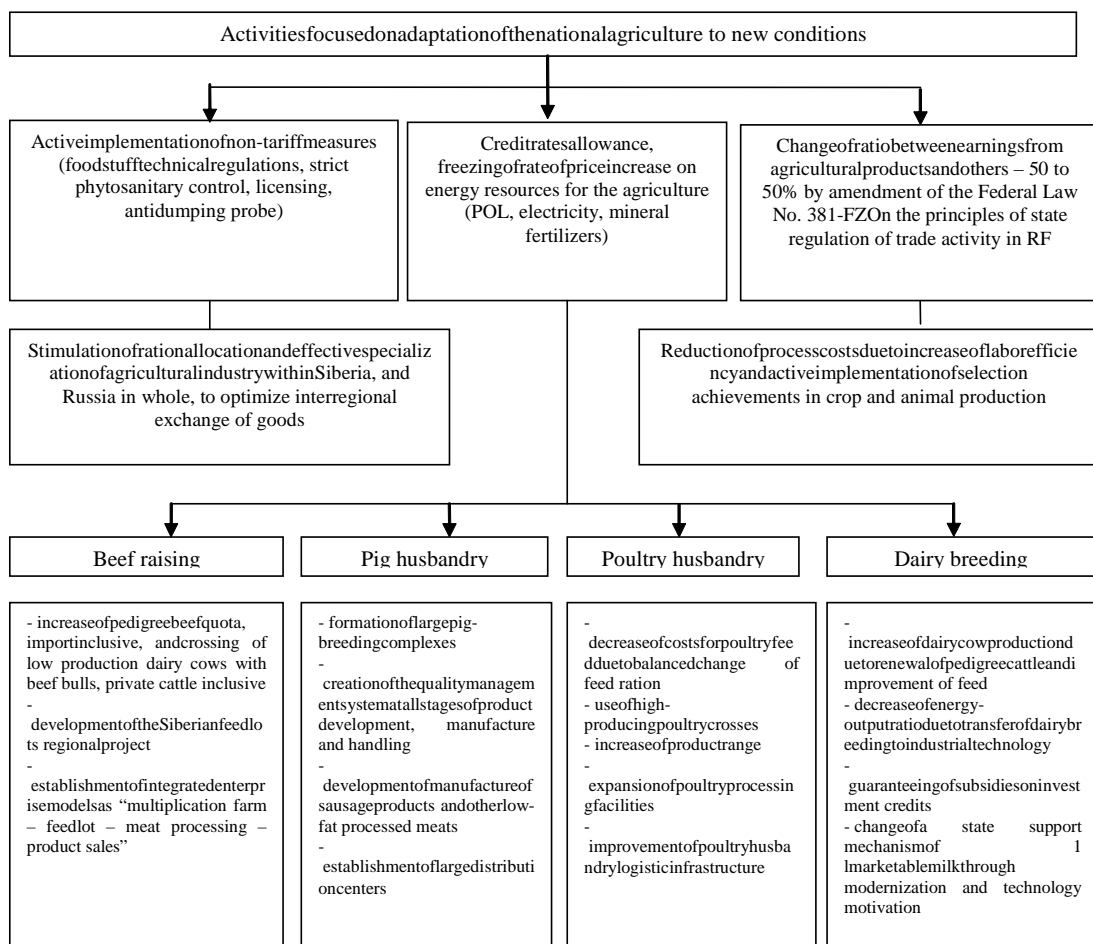 Activitiesfocusedonadaptationofthenationalagriculture to new conditions
Activeimplementationofnon-tariffmeasures
(foodstufftechnicalregulations, strict
phytosanitary control, licensing,
antidumping probe)
Creditratesallowance,
freezingofrateofpriceincrease on
energy resources for the agriculture
(POL, electricity, mineral
fertilizers)
Changeofratiobetweenearningsfrom
agriculturalproductsandothers – 50 to
50% by amendment of the Federal Law
No. 381-FZOn the principles of state
regulation of trade activity in RF
Stimulationofrationallocationandeffectivespecializ
ationofagriculturalindustrywithinSiberia, and
Russia in whole, to optimize interregional
exchange of goods
Reductionofprocesscostsduetoincreaseoflaborefficie
ncyandactiveimplementationofselection
achievements in crop and animal production
Beef raising
Pig husbandry
Poultry husbandry
Dairy breeding
- increaseofpedigreebeefquota,
importinclusive, andcrossing of
low production dairy cows with
beef bulls, private cattle inclusive
-
developmentoftheSiberianfeedlo
ts regionalproject
-
establishmentofintegratedenterpr
isemodelsas “multiplication farm
– feedlot – meat processing –
product sales”
- formationoflargepig-
breedingcomplexes
-
creationofthequalitymanagem
entsystematallstagesofproduct
development, manufacture
and handling
-
developmentofmanufactureof
sausageproducts andotherlow-
fat processed meats
-
establishmentoflargedistributi
oncenters
-
decreaseofcostsforpoultryfee
dduetobalancedchange of
feed ration
- useofhigh-
producingpoultrycrosses
- increaseofproductrange
-
expansionofpoultryprocessin
gfacilities
-
improvementofpoultryhusba
ndrylogisticinfrastructure
-
increaseofdairycowproductiond
uetorenewalofpedigreecattleandi
mprovement of feed
- decreaseofenergy-
outputratioduetotransferofdairybr
eedingtoindustrialtechnology
-
guaranteeingofsubsidiesoninvest
ment credits
- changeofa state support
mechanismof 1
lmarketablemilkthrough
modernization and technology
motivation